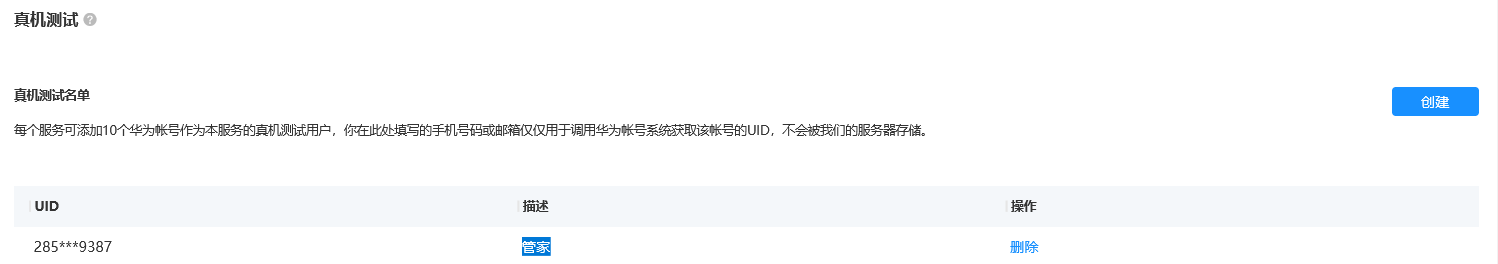 真机测试
真机测试名单
创建
每个服务可添加10个华为帐号作为本服务的真机测试用户，你在此处填写的手机号码或邮箱仅仅用于调用华为帐号系统获取该帐号的UID，不会被我们的服务器存储。
UID 描述 操作
285***9387 管家 删除